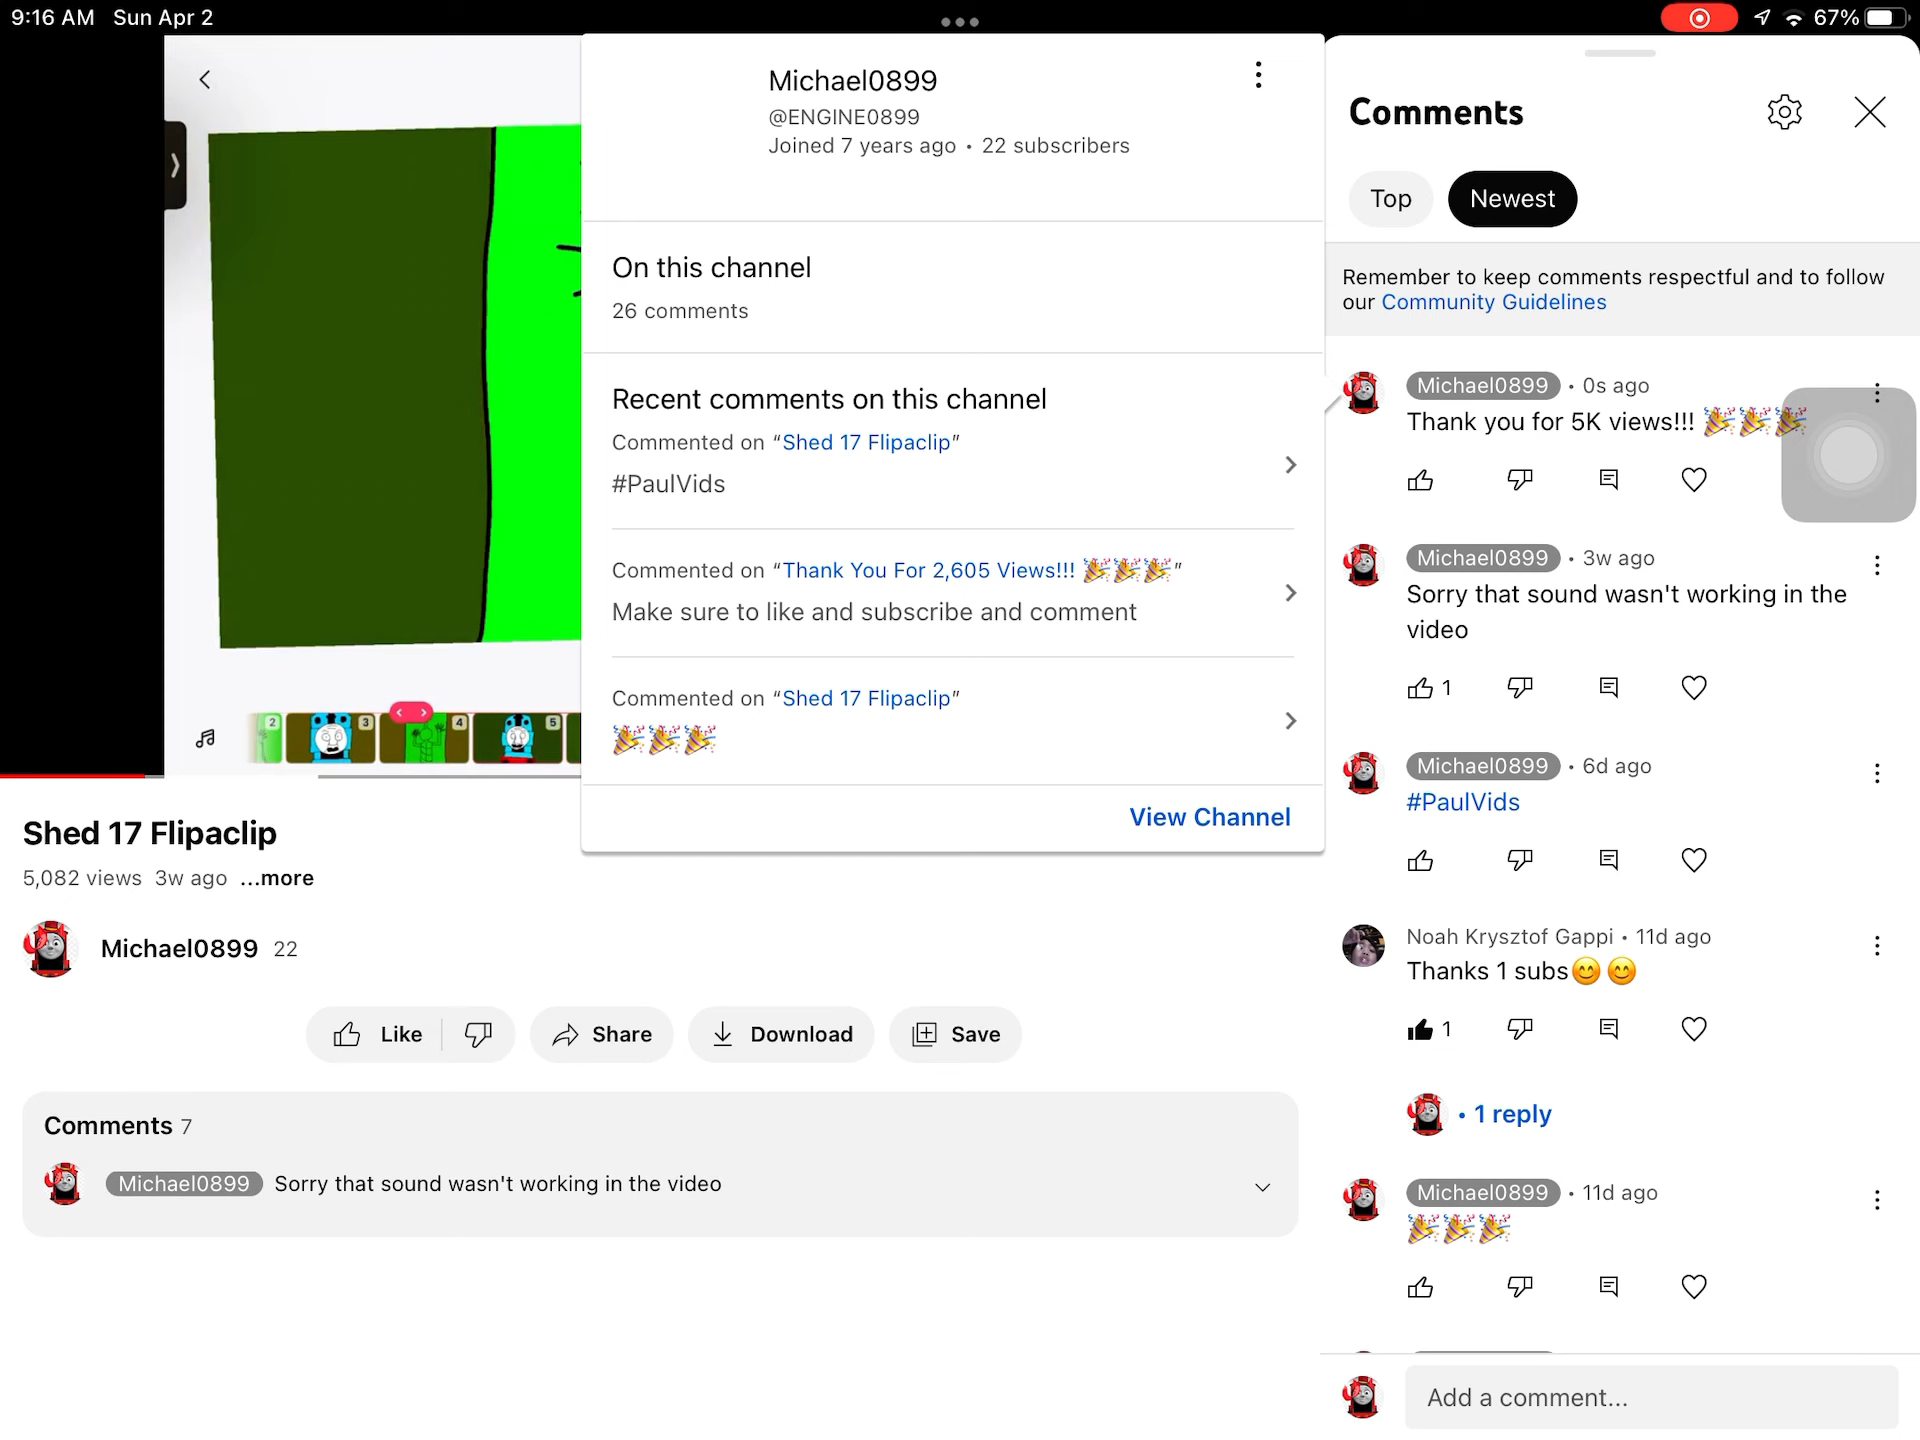 9:16 AM Sun Apr 2
67%
2
3
4
5
Shed 17 Flipaclip
5,082 views 3w ago ...more
Michael0899 22
Like
Share
Download
Save
Comments 7
Michael0899 Sorry that sound wasn't working in the video
Michael0899
@ENGINE0899
Joined 7 years ago • 22 subscribers
On this channel
26 comments
Recent comments on this channel
Commented on “Shed 17 Flipaclip”
#PaulVids
Commented on “Thank You For 2,605 Views!!! 🎉🎉🎉”
Make sure to like and subscribe and comment
Commented on “Shed 17 Flipaclip”
🎉🎉🎉
View Channel
Comments
Top
Newest
Remember to keep comments respectful and to follow
our Community Guidelines
Michael0899 • 0s ago
Thank you for 5K views!!! 🎉🎉🎉
Michael0899 • 3w ago
Sorry that sound wasn't working in the
video
1
Michael0899 • 6d ago
#PaulVids
Noah Krysztof Gappi • 11d ago
Thanks 1 subs😊😊
1
• 1 reply
Michael0899 • 11d ago
🎉🎉🎉
Add a comment...